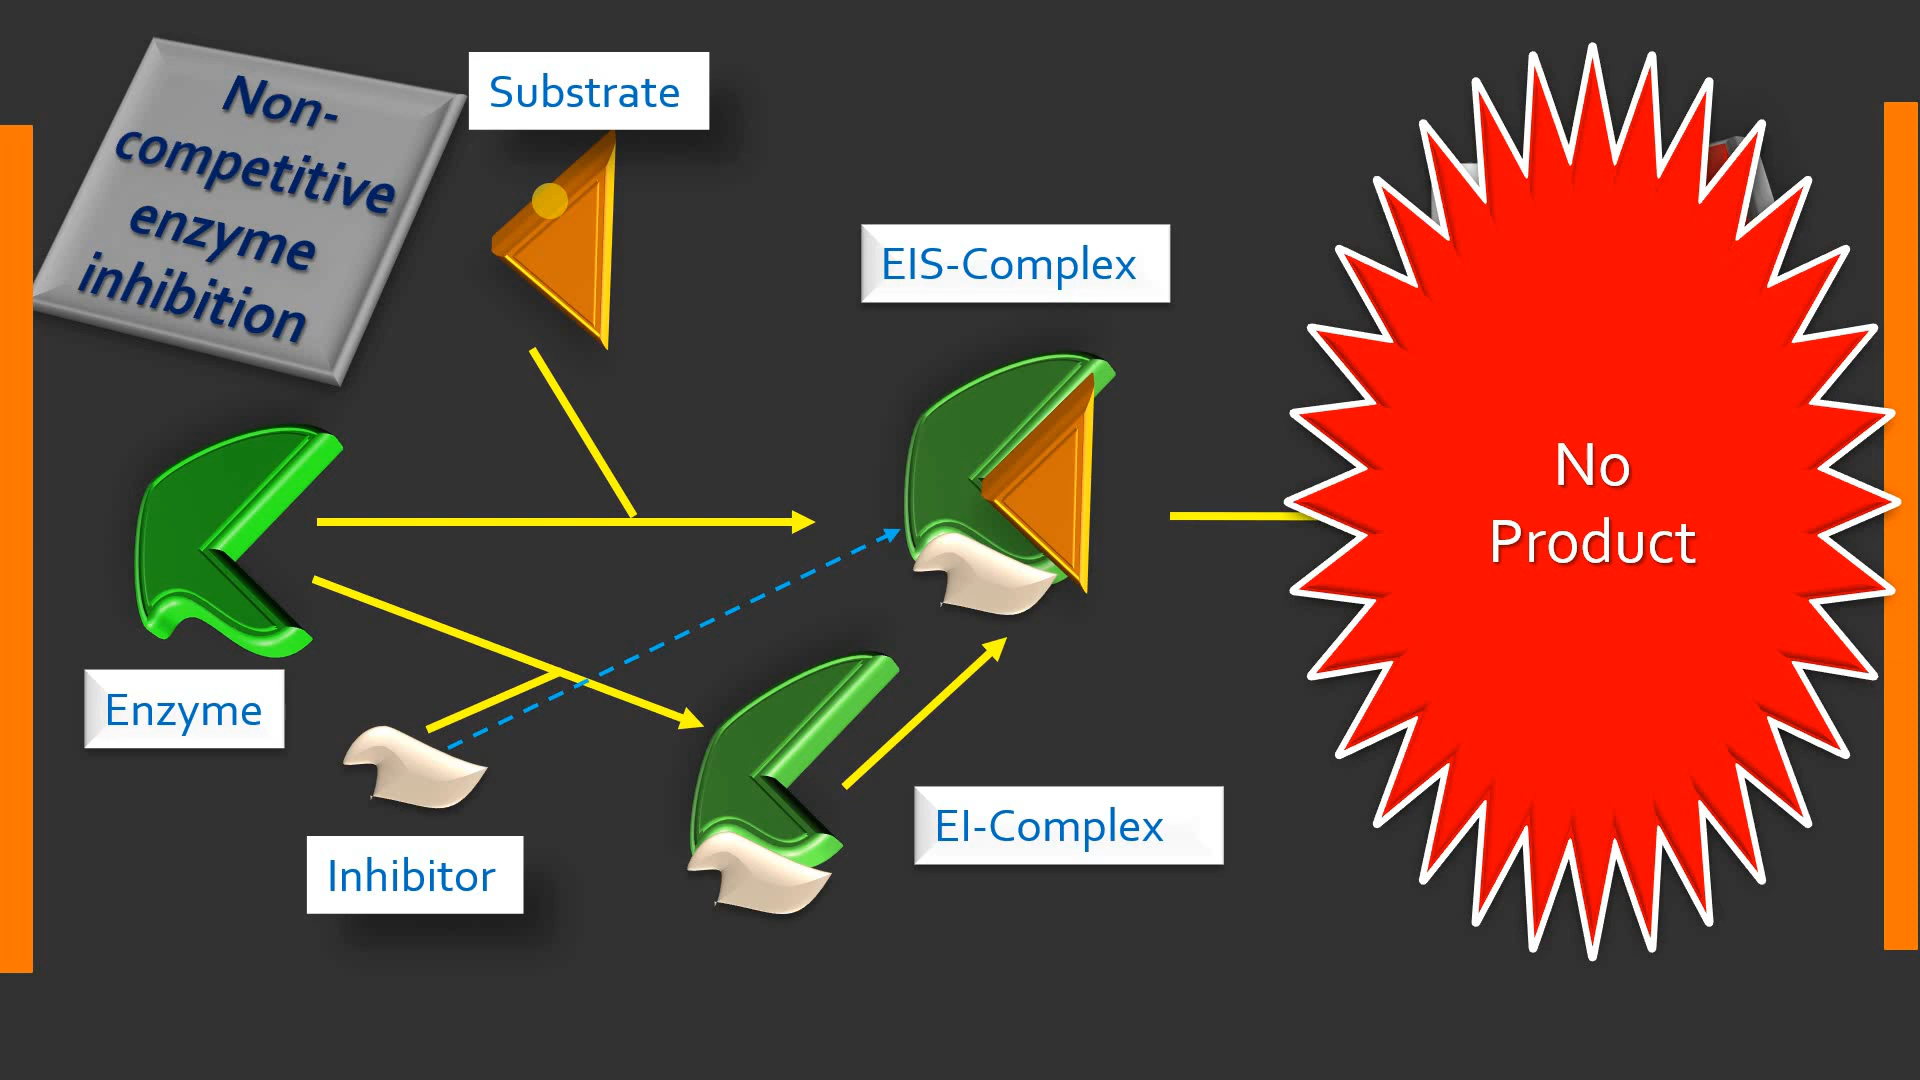 Non-
competitive
enzyme
inhibition
Substrate
EIS-Complex
No
Product
Enzyme
EI-Complex
Inhibitor